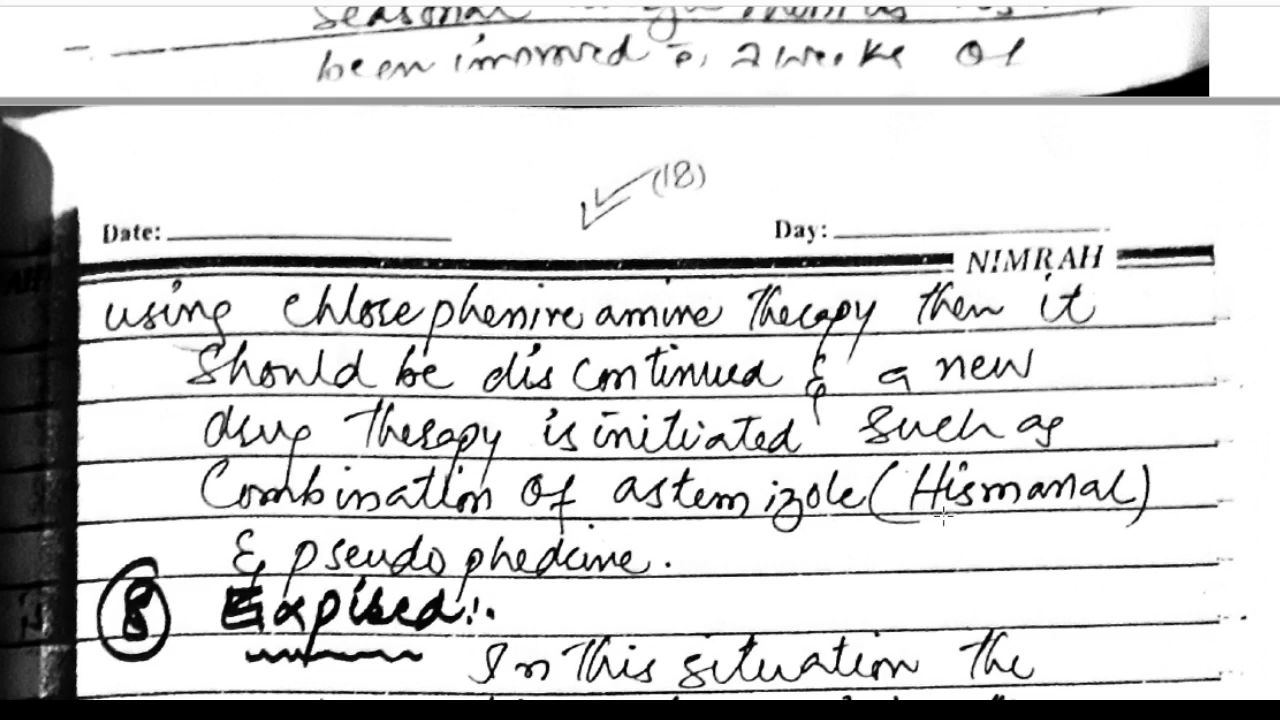 seasonal
been improved c̄ 2 weeks of
(18)
Date:
Day:
NIMRAH
using chlorepheniramine therapy then it
should be discontinued & a new
drug therapy is initiated such as
Combination of astemizole (Hismanal)
& pseudophedrine.
8 Expired:.
In this situation the